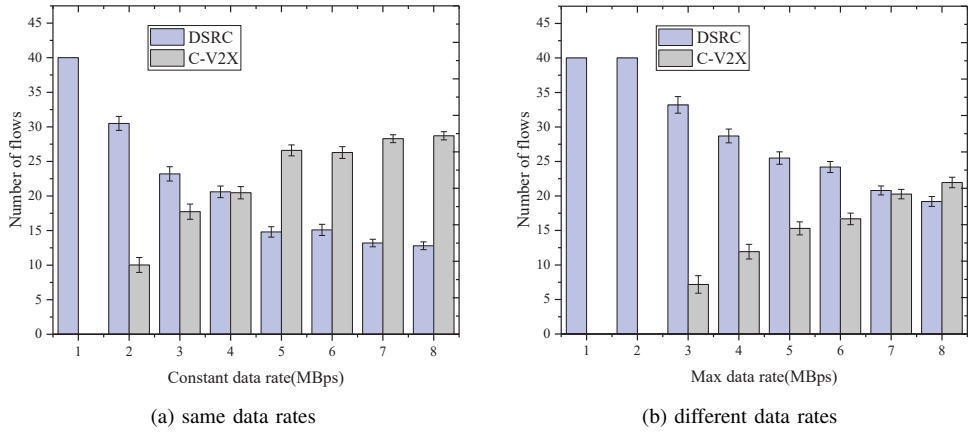 45
40
35
30
25
20
15
10
5
0
Number of flows
DSRC
C-V2X
1 2 3 4 5 6 7 8
Constant data rate(MBps)
(a) same data rates
45
40
35
30
25
20
15
10
5
0
Number of flows
DSRC
C-V2X
1 2 3 4 5 6 7 8
Max data rate(MBps)
(b) different data rates